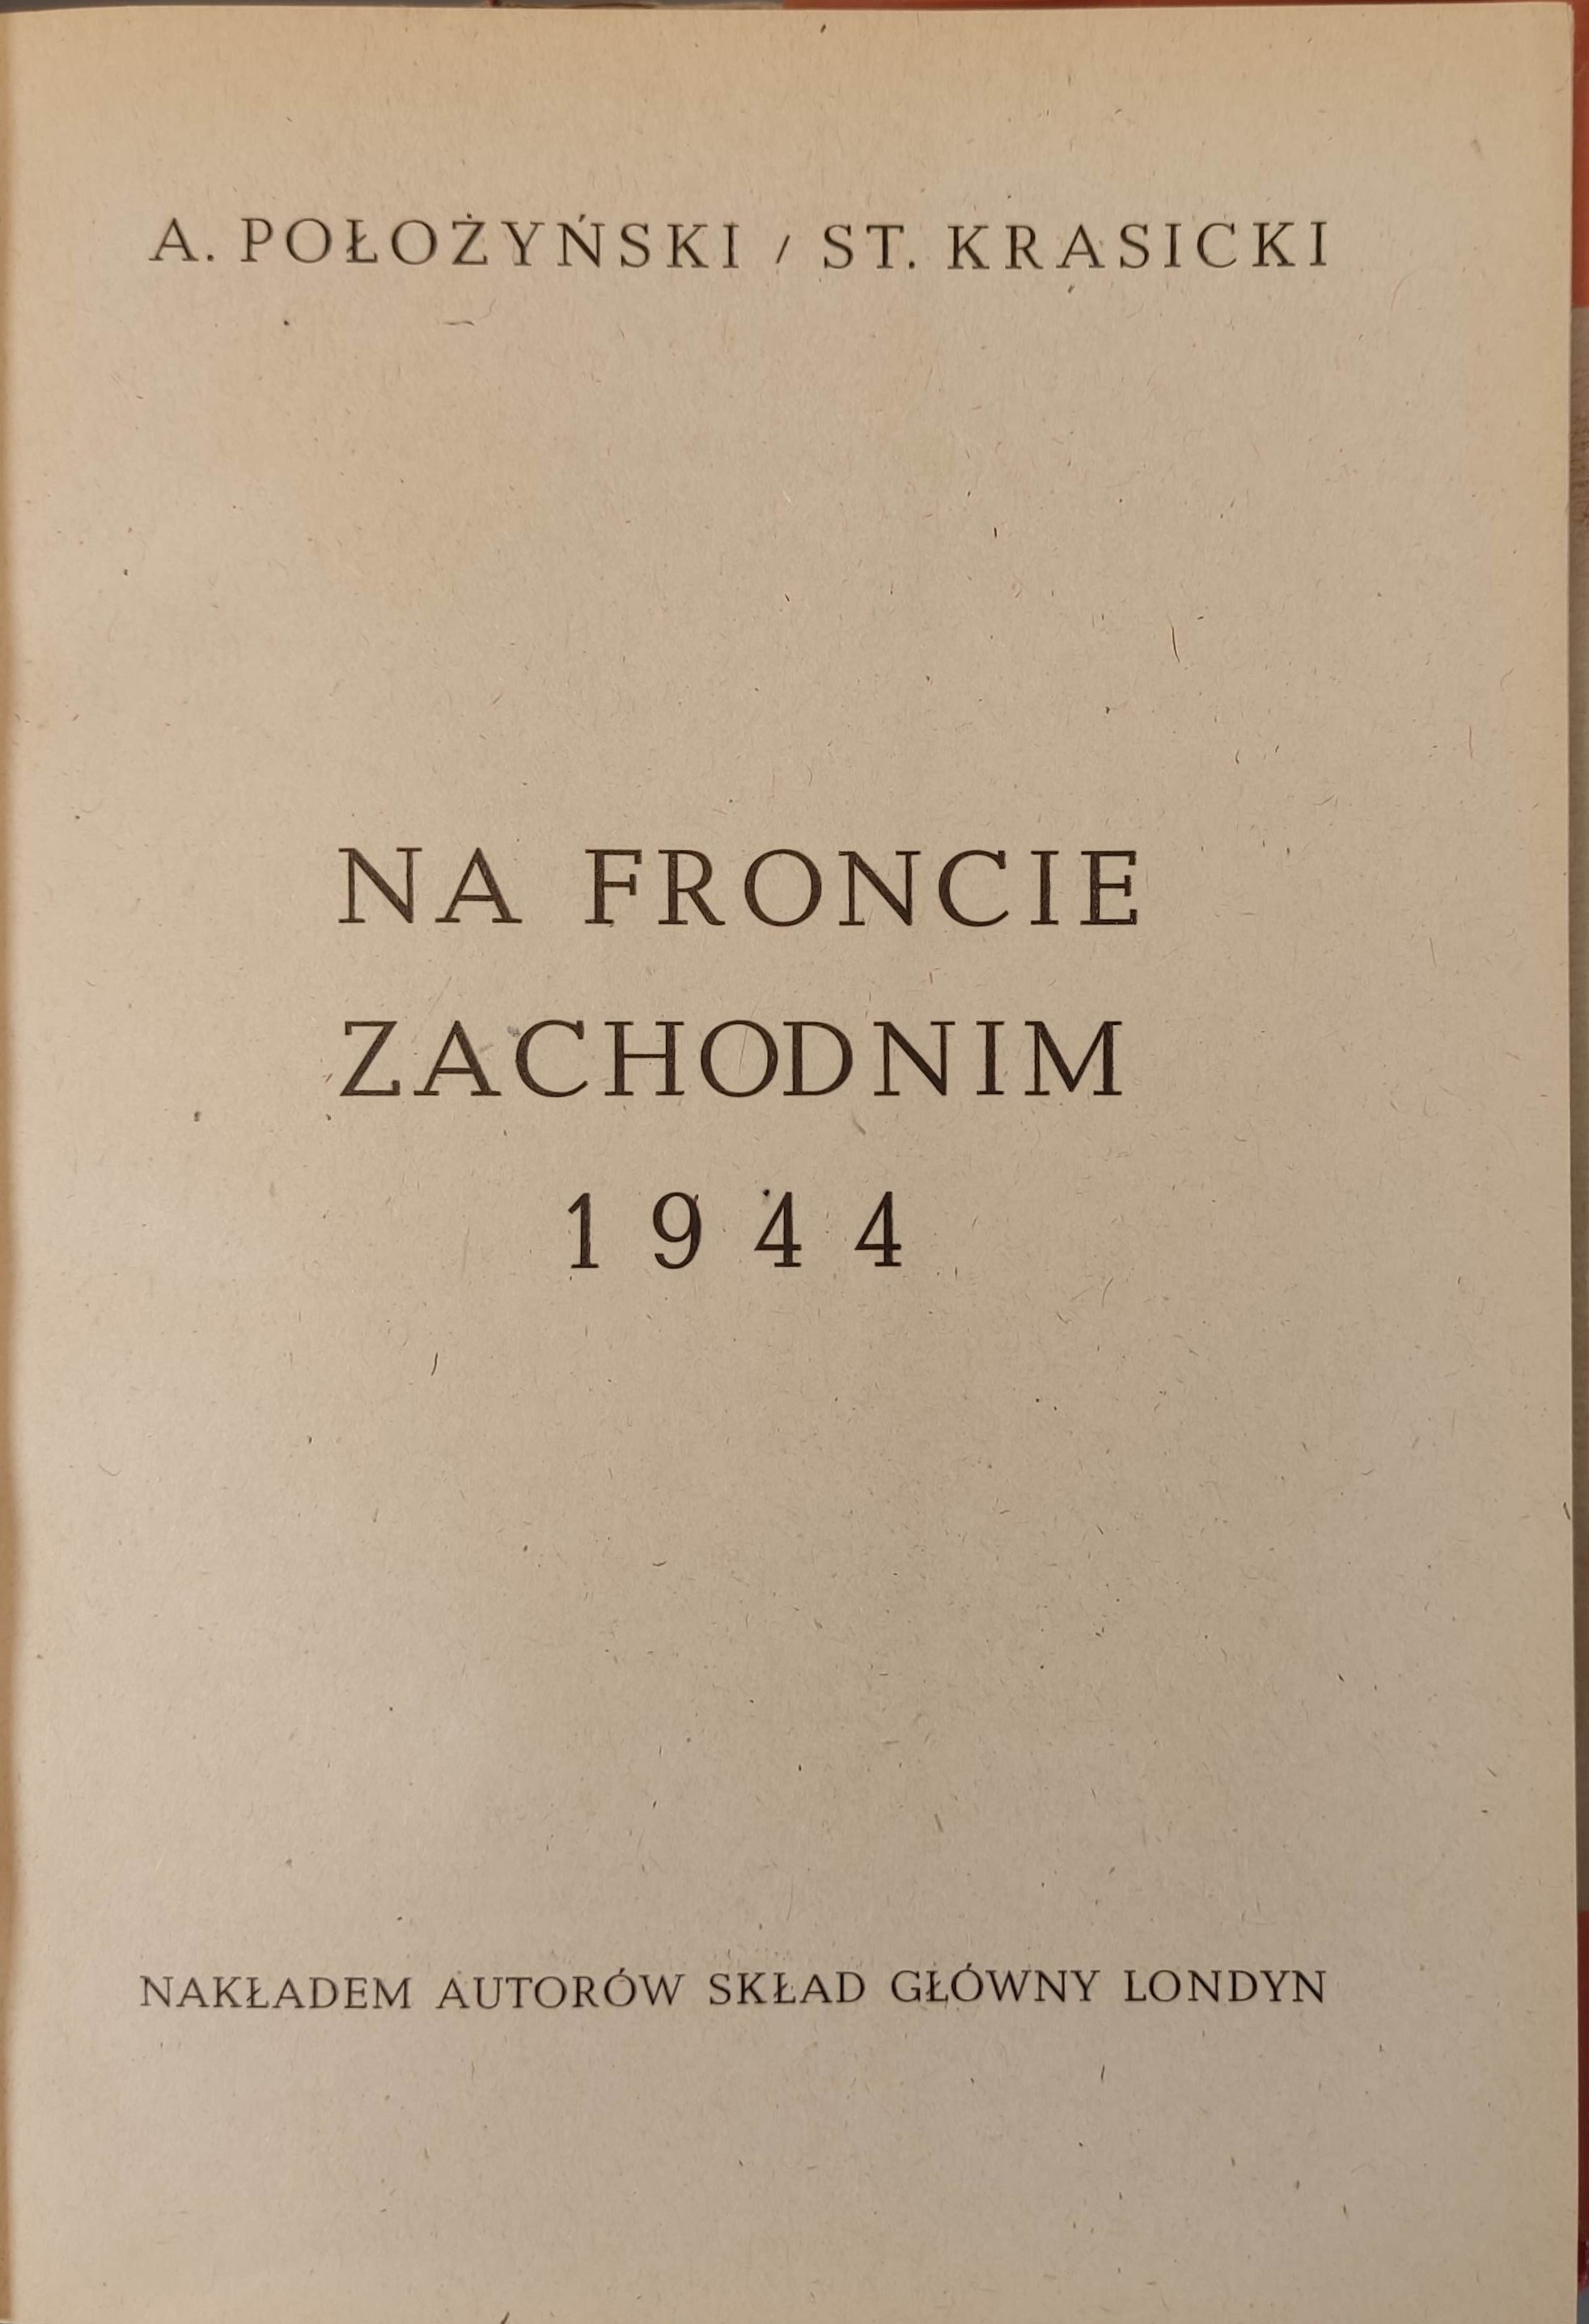 A. POŁOŻYŃSKI / ST. KRASICKI
NA FRONCIE
ZACHODNIM
1944
NAKŁADEM AUTORÓW SKŁAD GŁÓWNY LONDYN